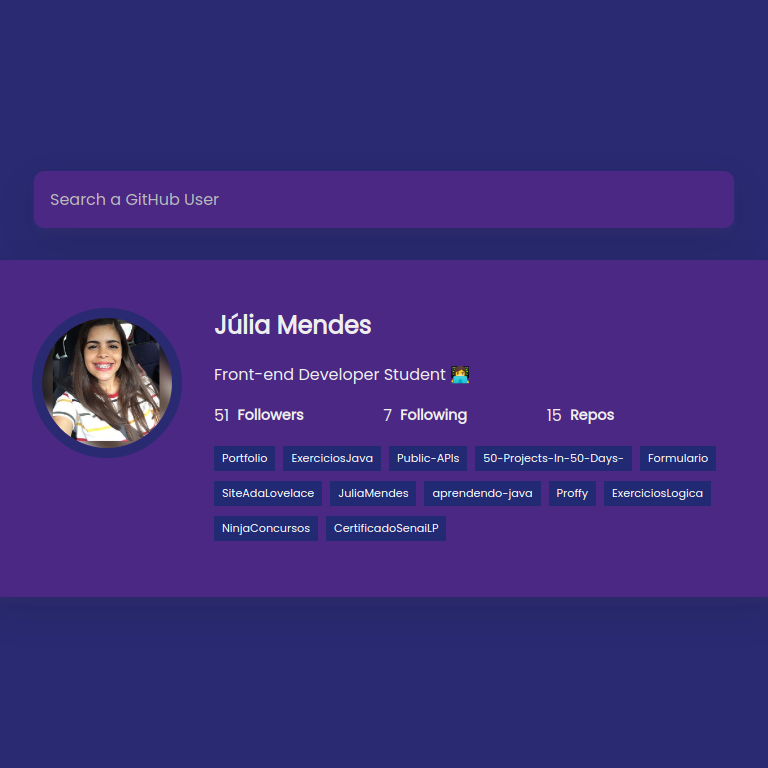 Search a GitHub User
Júlia Mendes
Front-end Developer Student 👩‍💻
51 Followers 7 Following 15 Repos
Portfolio ExerciciosJava Public-APIs 50-Projects-In-50-Days- Formulario
SiteAdaLovelace JuliaMendes aprendendo-java Proffy ExerciciosLogica
NinjaConcursos CertificadoSenaiLP